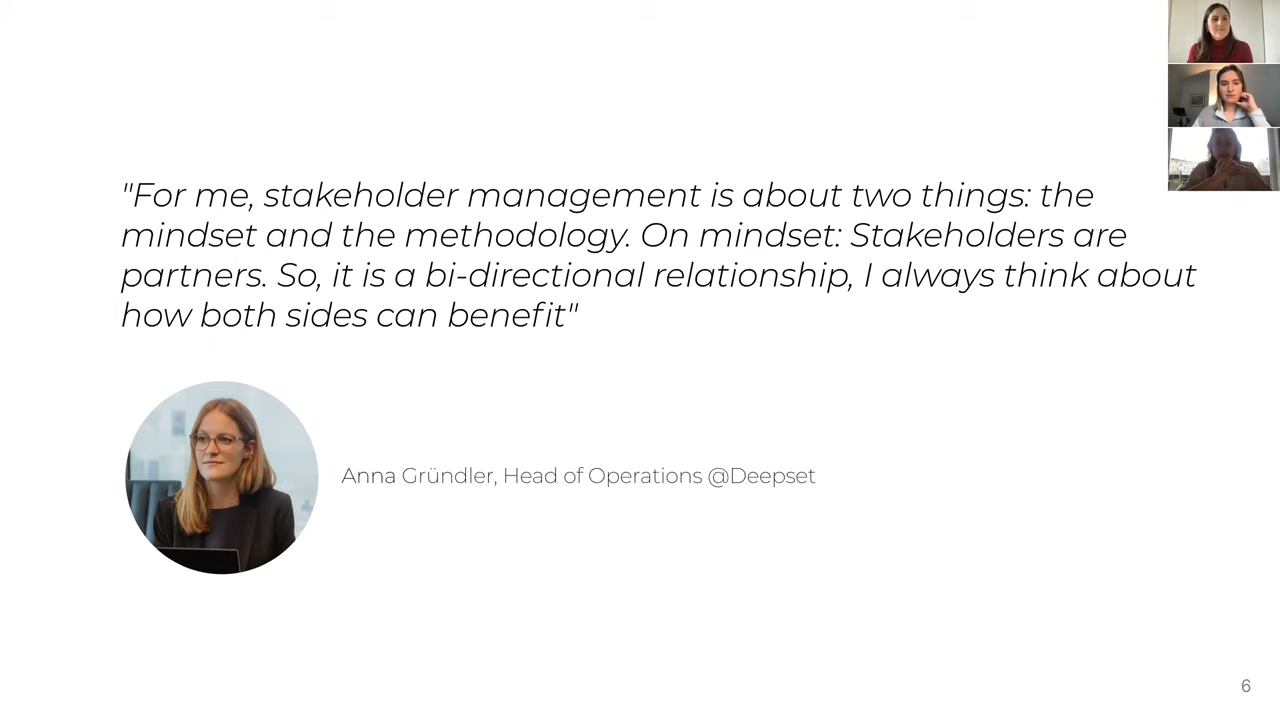 "For me, stakeholder management is about two things: the
mindset and the methodology. On mindset: Stakeholders are
partners. So, it is a bi-directional relationship, I always think about
how both sides can benefit"
Anna Gründler, Head of Operations @Deepset
6